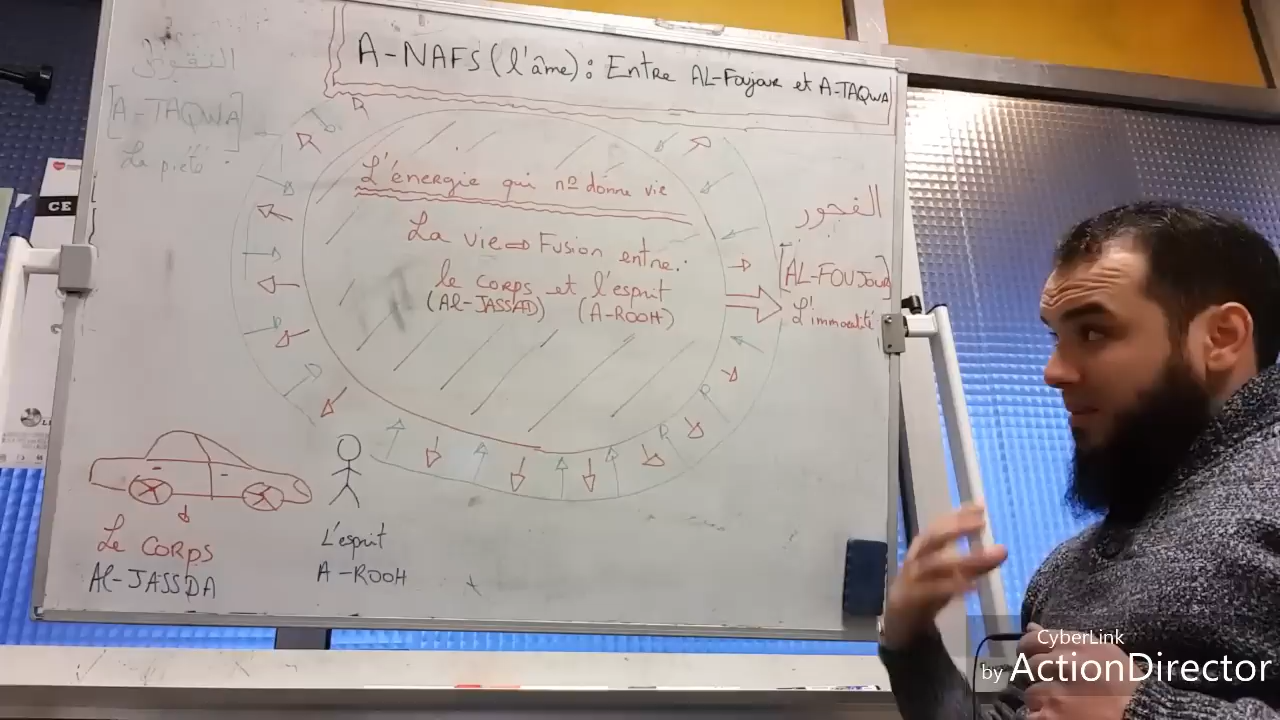 A-NAFS (l'âme) : Entre AL-Foujour et A-TAQWA
التقوى
[A-TAQWA]
La piété
L'énergie qui ns donne vie
La vie ⇨ Fusion entre :
le corps et l'esprit
(Al-JASSAD) (A-ROOH)
الفجور
[AL-FOUJOUR]
L'immoralité
Le CORPS
Al-JASSDA
L'esprit
A-ROOH
CE
CyberLink
by ActionDirector